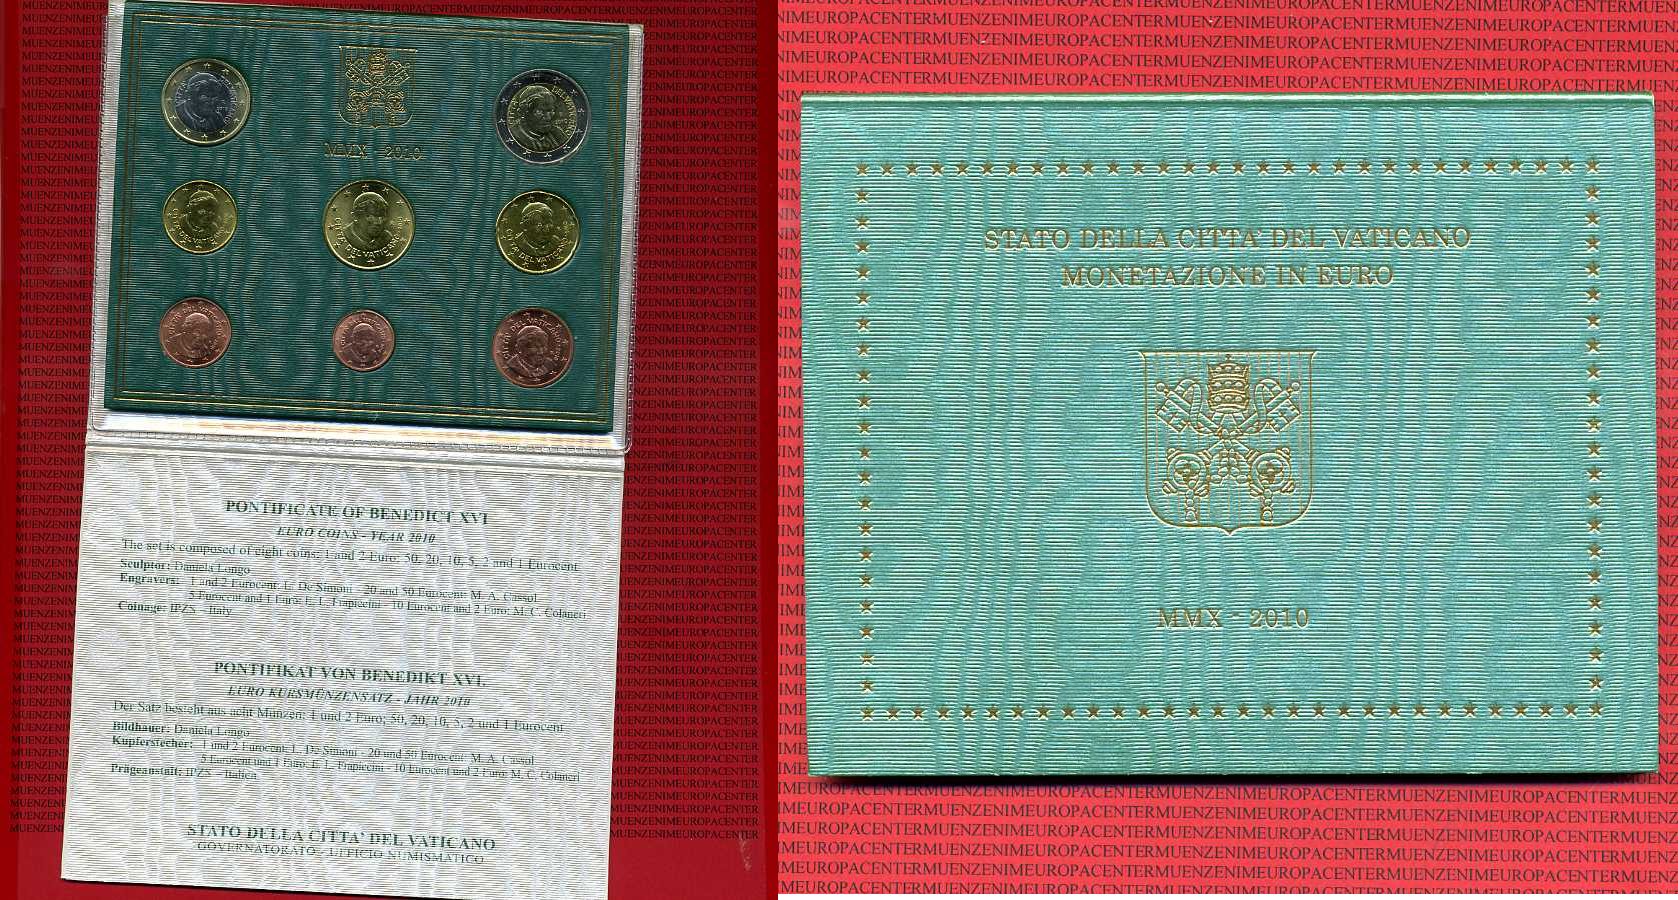 MMX - 2010
CITTA' DEL VATICANO
PONTIFICATE OF BENEDICT XVI
EURO COINS - YEAR 2010
The set is composed of eight coins: 1 and 2 Euro; 50, 20, 10, 5, 2 and 1 Eurocent.
Sculptor: Daniela Longo
Engravers: 1 and 2 Eurocent: L. De Simoni - 20 and 50 Eurocent: M. A. Cassol
5 Eurocent and 1 Euro: E. L. Frapiccini - 10 Eurocent and 2 Euro: M. C. Colaneri
Coinage: IPZS - Italy
PONTIFIKAT VON BENEDIKT XVI.
EURO KURSMÜNZENSATZ - JAHR 2010
Der Satz besteht aus acht Münzen: 1 und 2 Euro; 50, 20, 10, 5, 2 und 1 Eurocent
Bildhauer: Daniela Longo
Kupferstecher: 1 und 2 Eurocent: L. De Simoni - 20 und 50 Eurocent: M. A. Cassol
5 Eurocent und 1 Euro: E. L. Frapiccini - 10 Eurocent und 2 Euro: M. C. Colaneri
Prägeanstalt: IPZS - Italica
STATO DELLA CITTA' DEL VATICANO
GOVERNATORATO - UFFICIO NUMISMATICO
STATO DELLA CITTA' DEL VATICANO
MONETAZIONE IN EURO
MMX - 2010
MUENZENIMEUROPACENTER